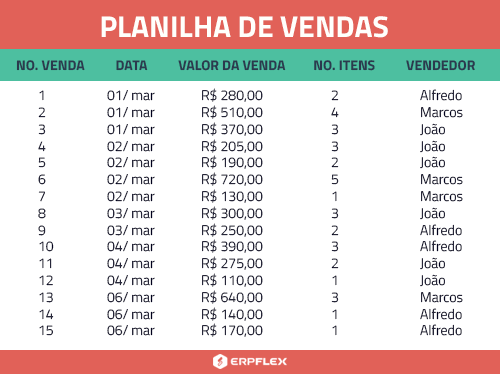 PLANILHA DE VENDAS
NO. VENDA DATA VALOR DA VENDA NO. ITENS VENDEDOR
1 01/ mar R$ 280,00 2 Alfredo
2 01/ mar R$ 510,00 4 Marcos
3 01/ mar R$ 370,00 3 João
4 02/ mar R$ 205,00 3 João
5 02/ mar R$ 190,00 2 João
6 02/ mar R$ 720,00 5 Marcos
7 02/ mar R$ 130,00 1 Marcos
8 03/ mar R$ 300,00 3 João
9 03/ mar R$ 250,00 2 Alfredo
10 04/ mar R$ 390,00 3 Alfredo
11 04/ mar R$ 275,00 2 João
12 04/ mar R$ 110,00 1 João
13 06/ mar R$ 640,00 3 Marcos
14 06/ mar R$ 140,00 1 Alfredo
15 06/ mar R$ 170,00 1 Alfredo
ERPFLEX